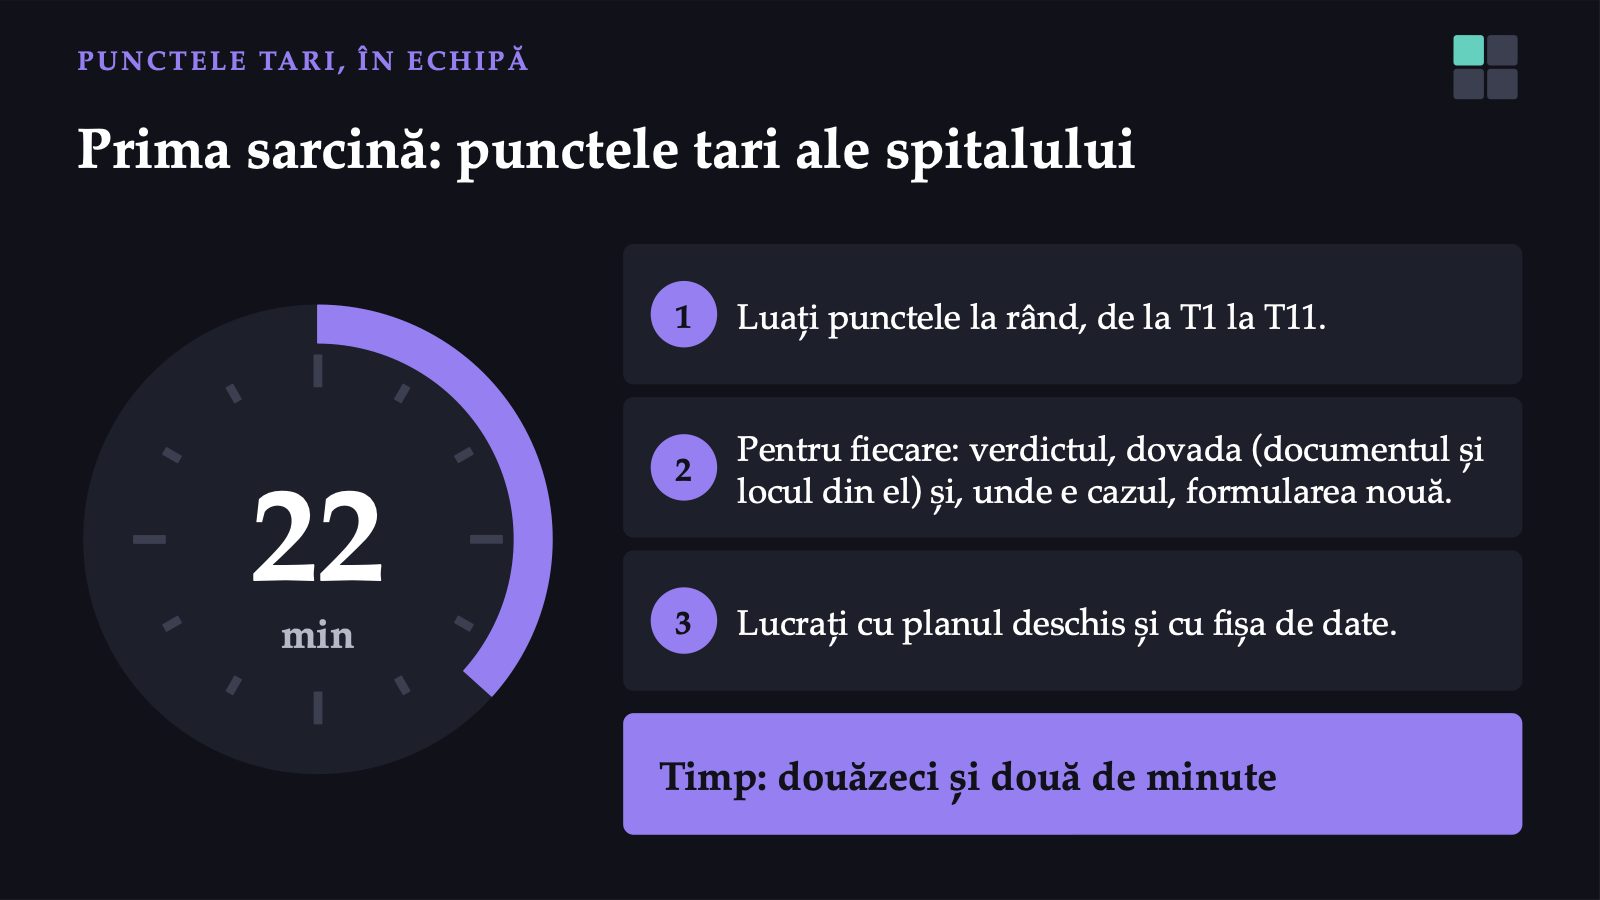 PUNCTELE TARI, ÎN ECHIPĂ
Prima sarcină: punctele tari ale spitalului
22
min
1
Luați punctele la rând, de la T1 la T11.
2
Pentru fiecare: verdictul, dovada (documentul și
locul din el) și, unde e cazul, formularea nouă.
3
Lucrați cu planul deschis și cu fișa de date.
Timp: douăzeci și două de minute